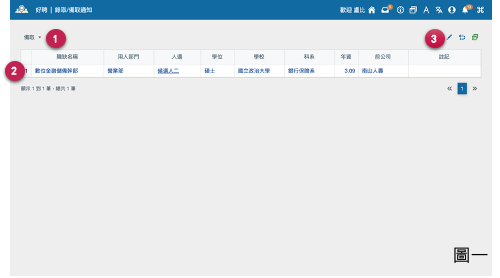 好聘 | 錄取/備取通知
歡迎 盧比
備取
1
3
職缺名稱 用人部門 人選 學位 學校 科系 年資 前公司 註記
2
1 數位金融儲備幹部 營業部 候選人二 碩士 國立政治大學 銀行保險系 3.09 南山人壽
顯示 1 到 1 筆，總共 1 筆
« 1 »
圖一